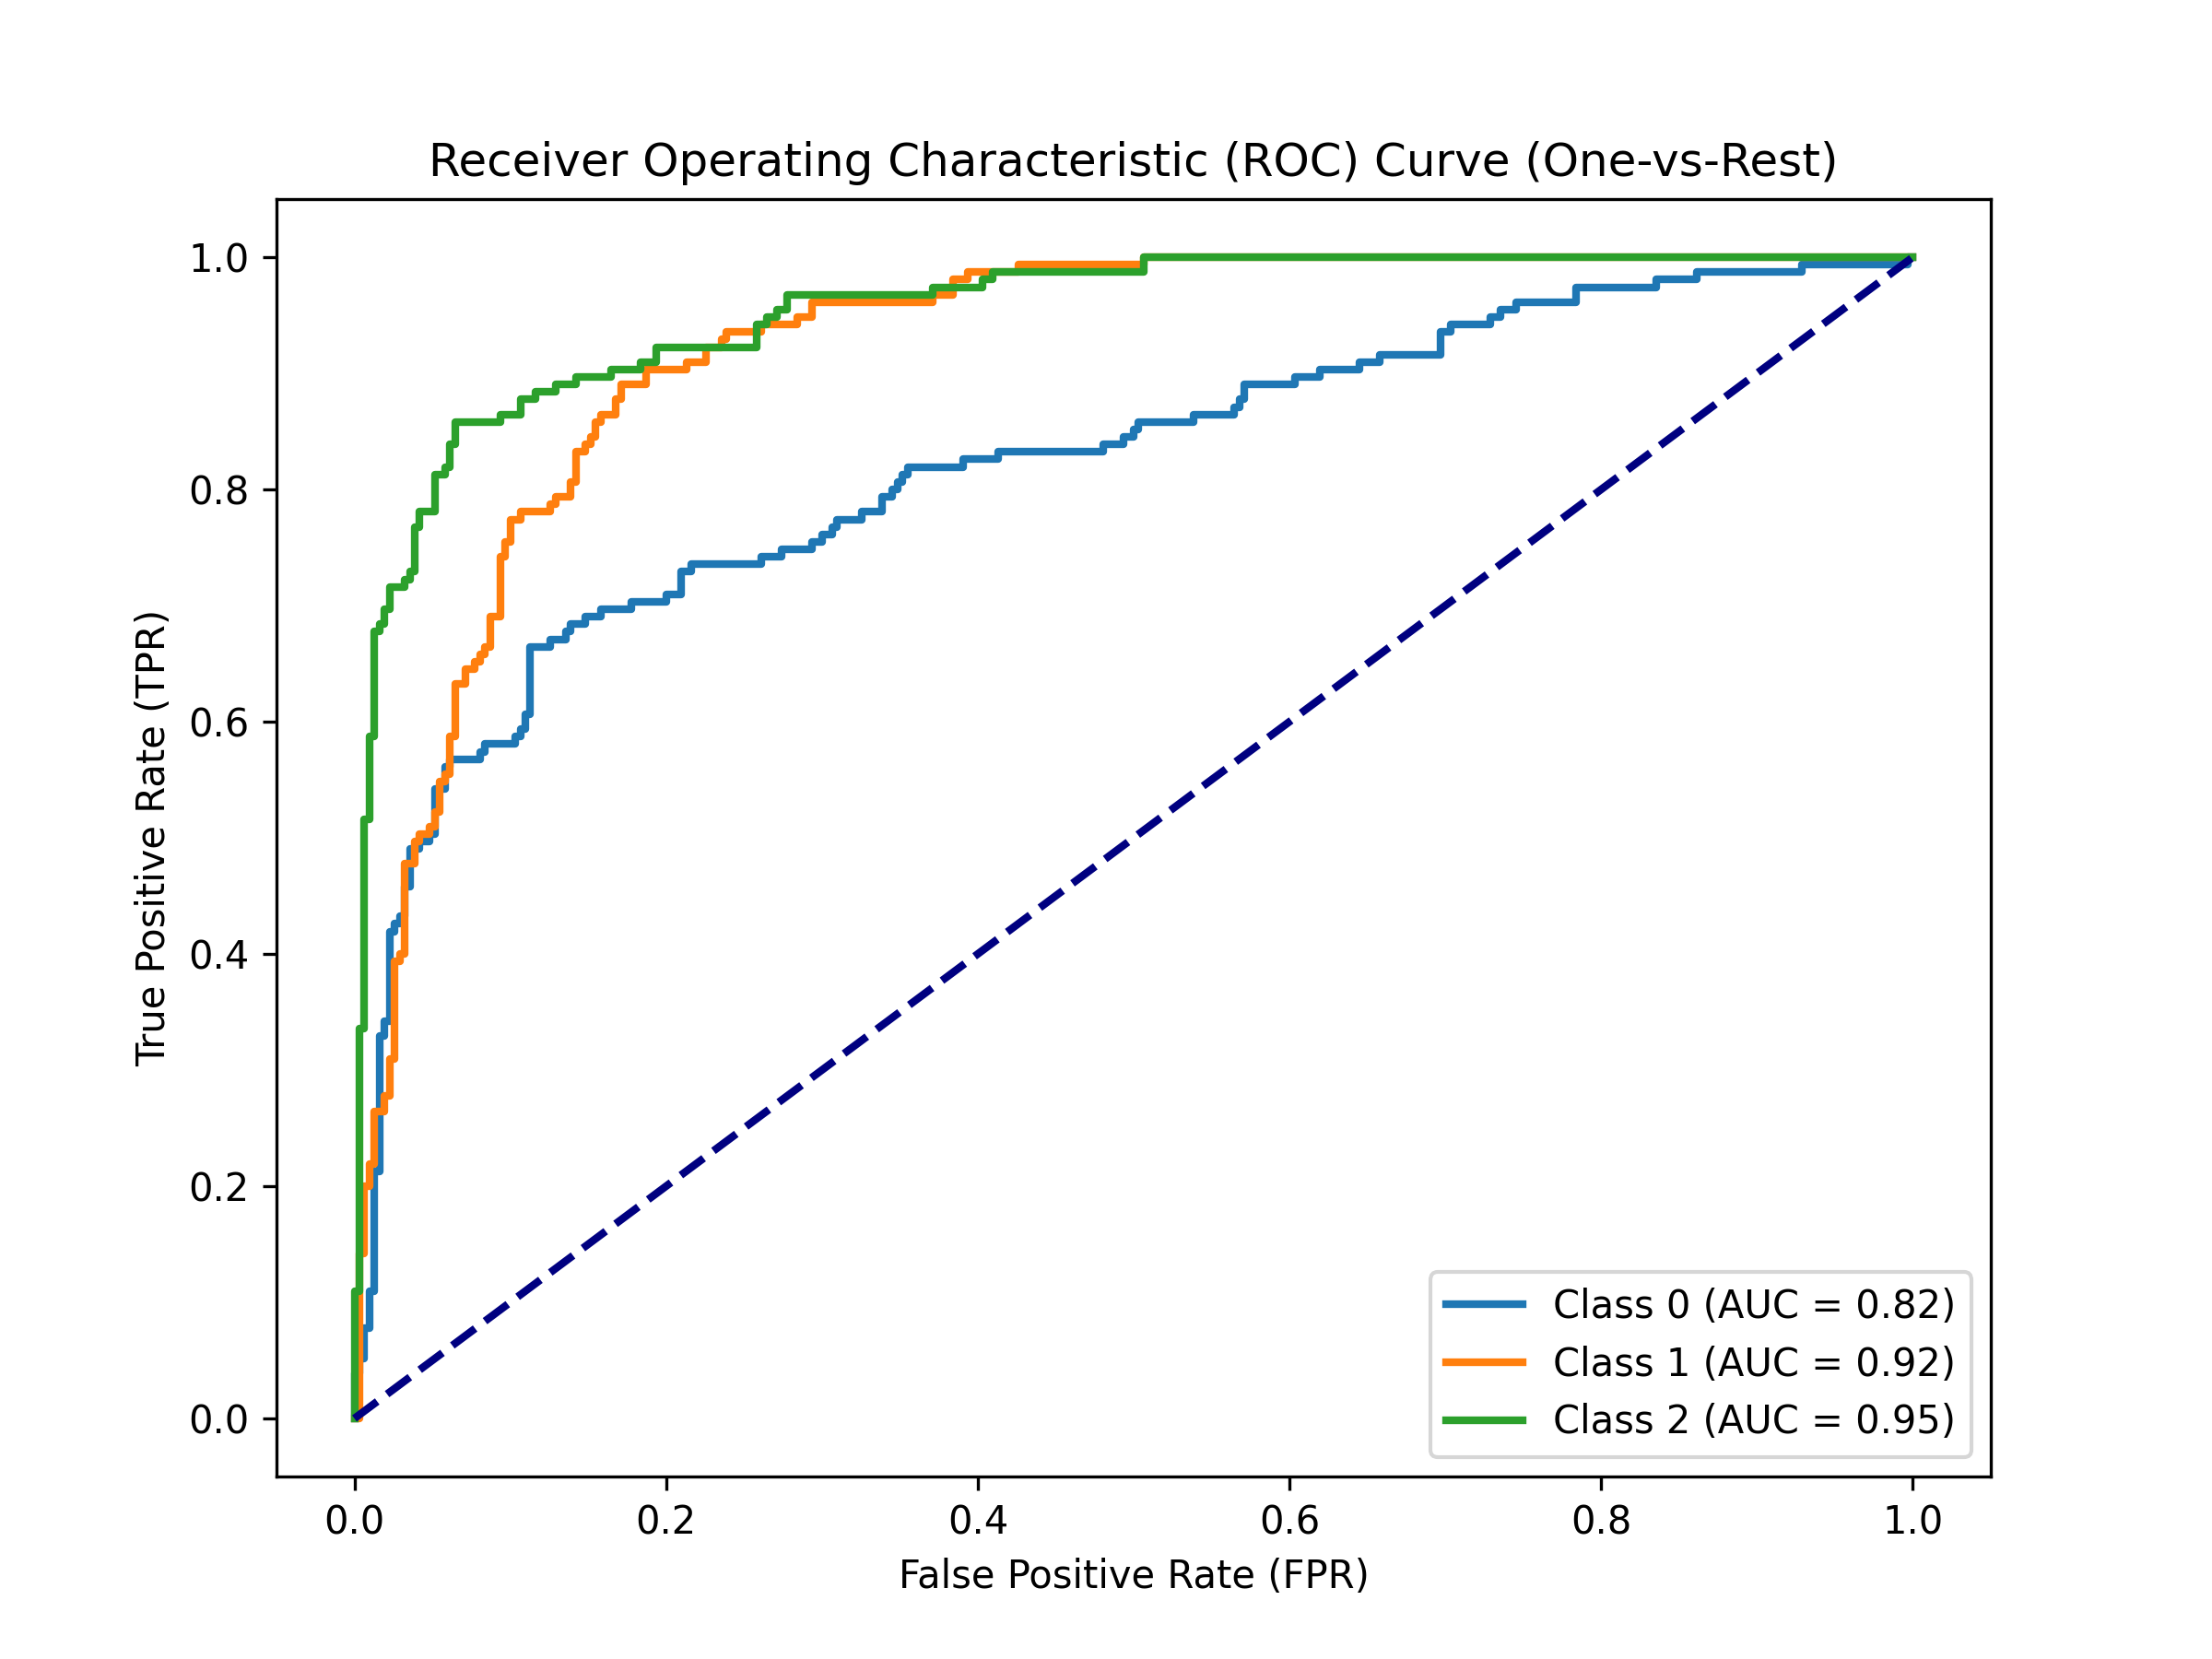 Receiver Operating Characteristic (ROC) Curve (One-vs-Rest)
1.0
0.8
0.6
0.4
0.2
0.0
True Positive Rate (TPR)
Class 0 (AUC = 0.82)
Class 1 (AUC = 0.92)
Class 2 (AUC = 0.95)
0.0 0.2 0.4 0.6 0.8 1.0
False Positive Rate (FPR)